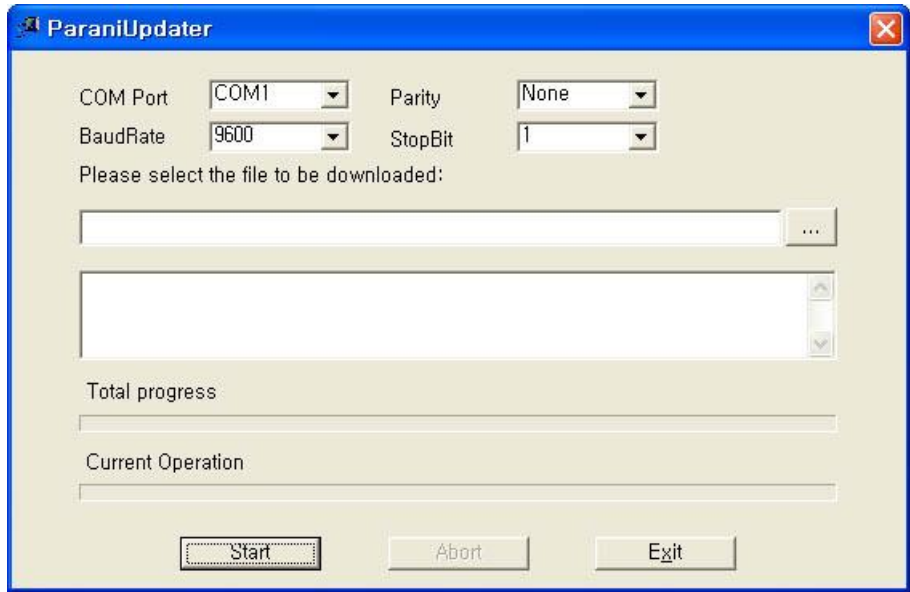 ParaniUpdater
COM Port COM1 Parity None
BaudRate 9600 StopBit 1
Please select the file to be downloaded:
...
Total progress
Current Operation
Start Abort Exit